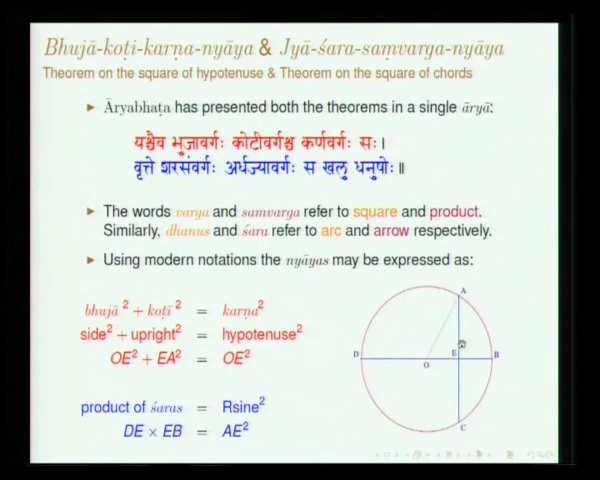 Bhujā-koṭi-karṇa-nyāya & Jyā-śara-saṃvarga-nyāya
Theorem on the square of hypotenuse & Theorem on the square of chords
Āryabhaṭa has presented both the theorems in a single āryā:
यश्चैव भुजावर्गः कोटीवर्गश्च कर्णवर्गः सः।
वृत्ते शरसंवर्गः अर्धज्यावर्गः स खलु धनुषोः॥
The words varga and saṃvarga refer to square and product.
Similarly, dhanus and śara refer to arc and arrow respectively.
Using modern notations the nyāyas may be expressed as:
bhujā² + koṭī² = karṇa²
side² + upright² = hypotenuse²
OE² + EA² = OE²
product of śaras = Rsine²
DE × EB = AE²
A
D
E
B
O
C